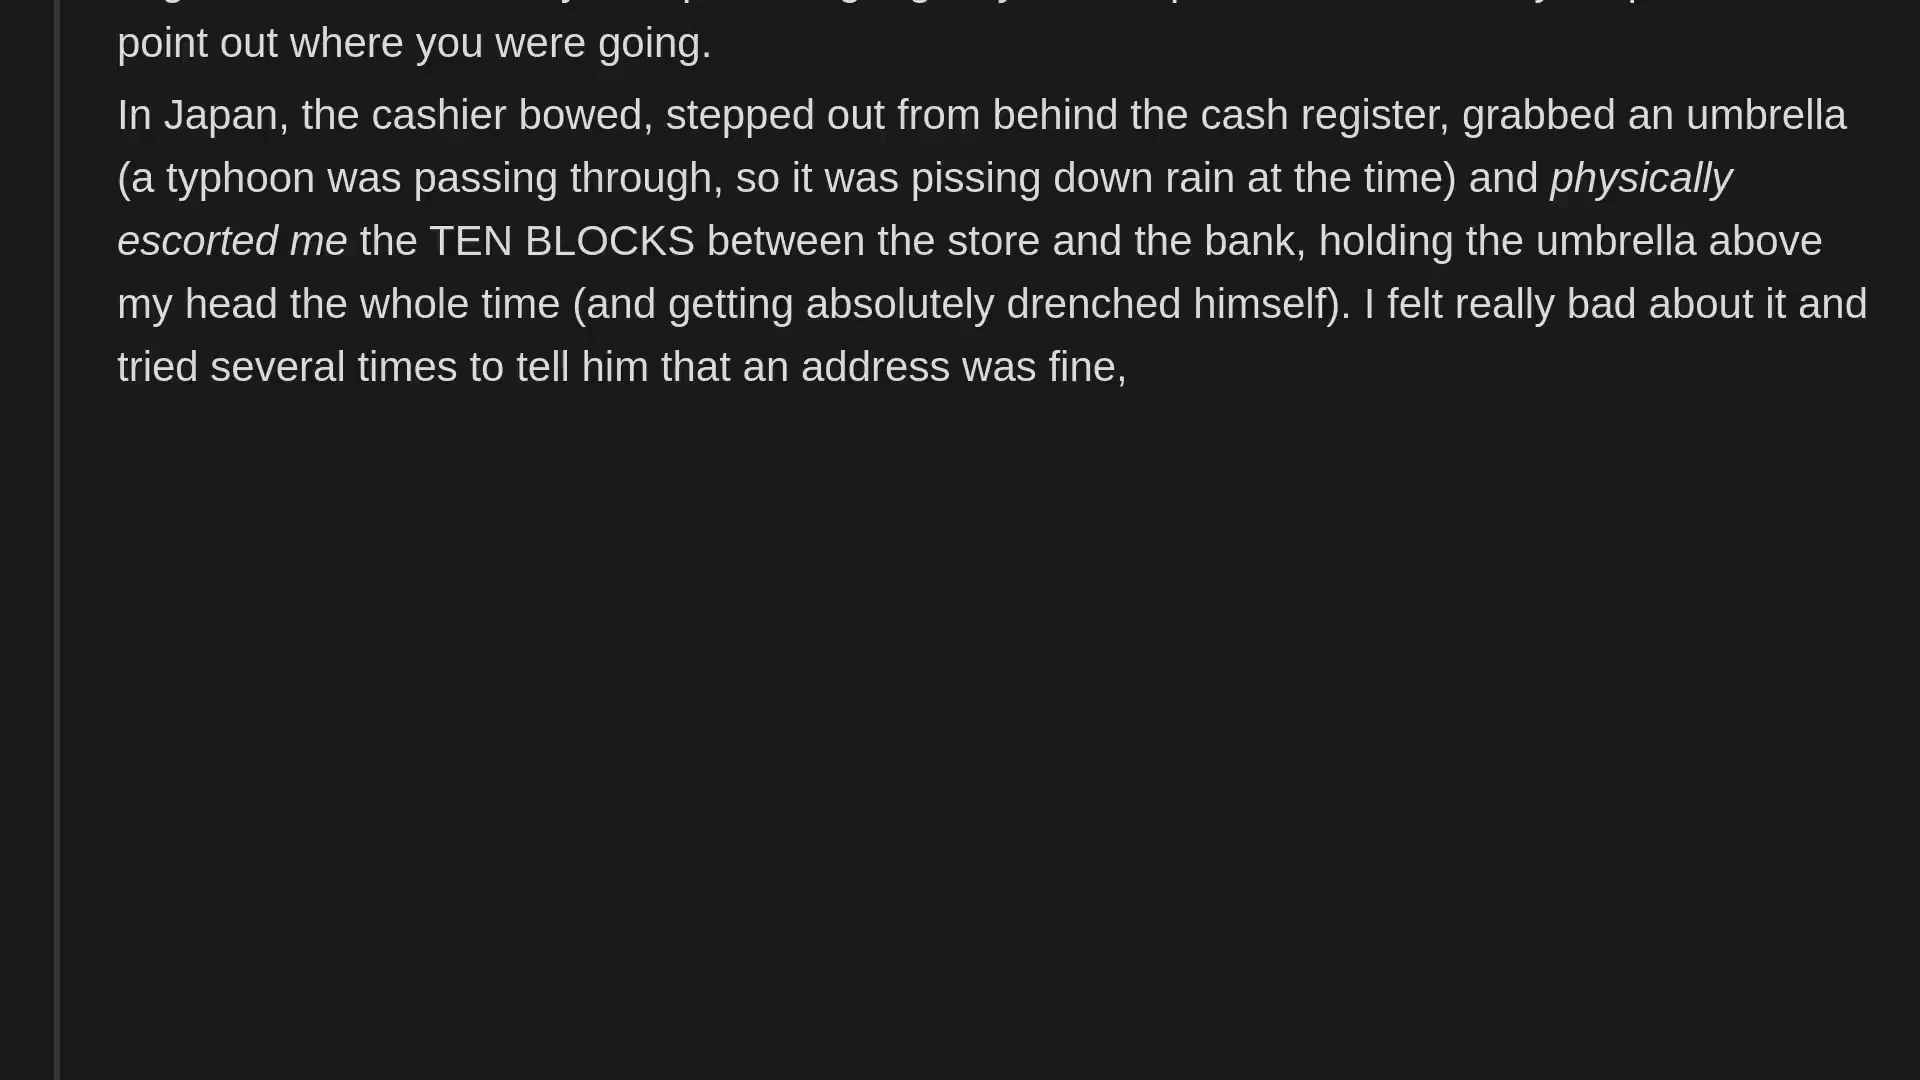 point out where you were going.
In Japan, the cashier bowed, stepped out from behind the cash register, grabbed an umbrella
(a typhoon was passing through, so it was pissing down rain at the time) and physically
escorted me the TEN BLOCKS between the store and the bank, holding the umbrella above
my head the whole time (and getting absolutely drenched himself). I felt really bad about it and
tried several times to tell him that an address was fine,